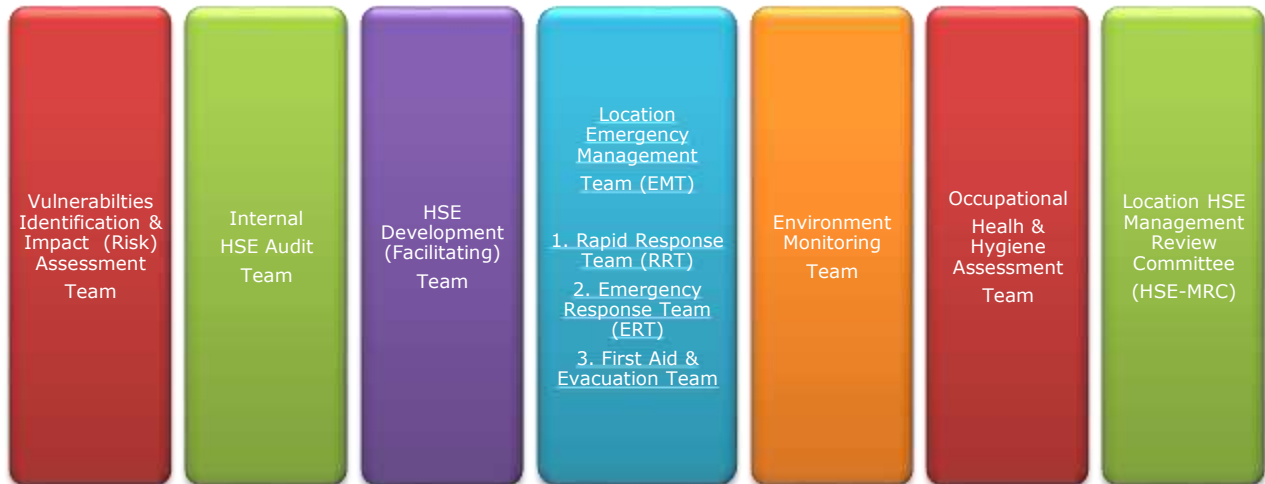 Vulnerabilties
Identification &
Impact (Risk)
Assessment
Team
Internal
HSE Audit
Team
HSE
Development
(Facilitating)
Team
Location
Emergency
Management
Team (EMT)
1. Rapid Response
Team (RRT)
2. Emergency
Response Team
(ERT)
3. First Aid &
Evacuation Team
Environment
Monitoring
Team
Occupational
Healh &
Hygiene
Assessment
Team
Location HSE
Management
Review
Committee
(HSE-MRC)